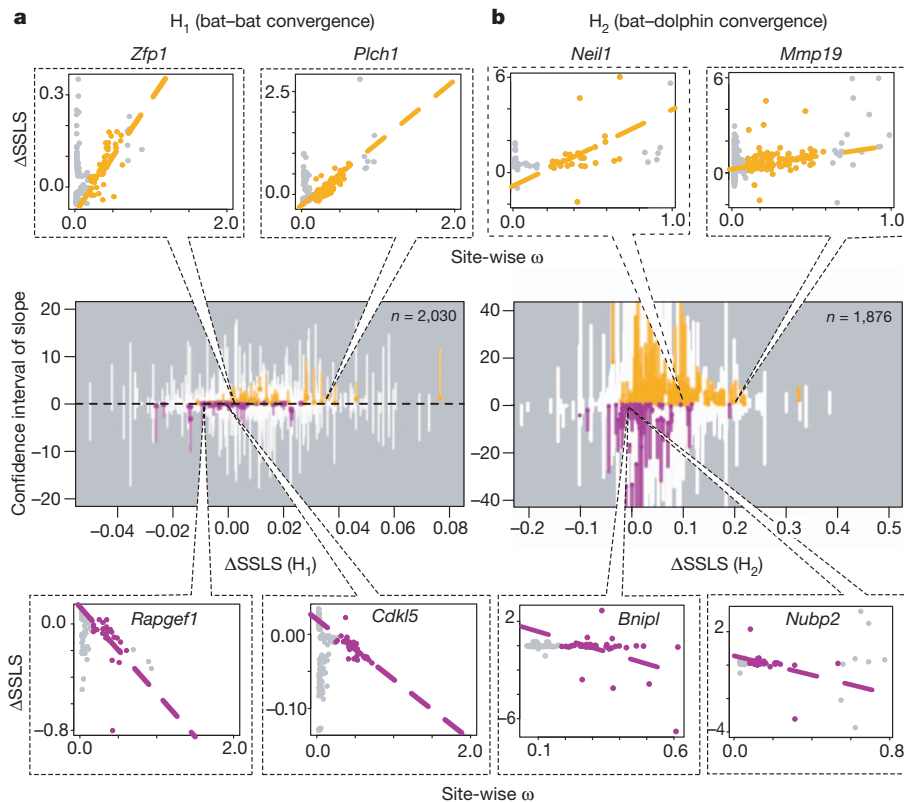 a
H1 (bat–bat convergence)
b
H2 (bat–dolphin convergence)
Zfp1
Plch1
Neil1
Mmp19
ΔSSLS
0.3
0.0
0.0
2.0
2.5
0.0
0.0
2.0
6
0
0.0
1.0
6
0
0.0
1.0
Site-wise ω
Confidence interval of slope
20
10
0
−10
−20
n = 2,030
−0.04
−0.02
0.00
0.02
0.04
0.06
0.08
ΔSSLS (H1)
40
20
0
−20
−40
n = 1,876
−0.2
−0.1
0.0
0.1
0.2
0.3
0.4
0.5
ΔSSLS (H2)
Rapgef1
Cdkl5
Bnipl
Nubp2
ΔSSLS
0.0
−0.8
0.0
2.0
0.00
−0.10
0.0
2.0
2
−6
0.1
0.6
2
−4
0.0
0.8
Site-wise ω